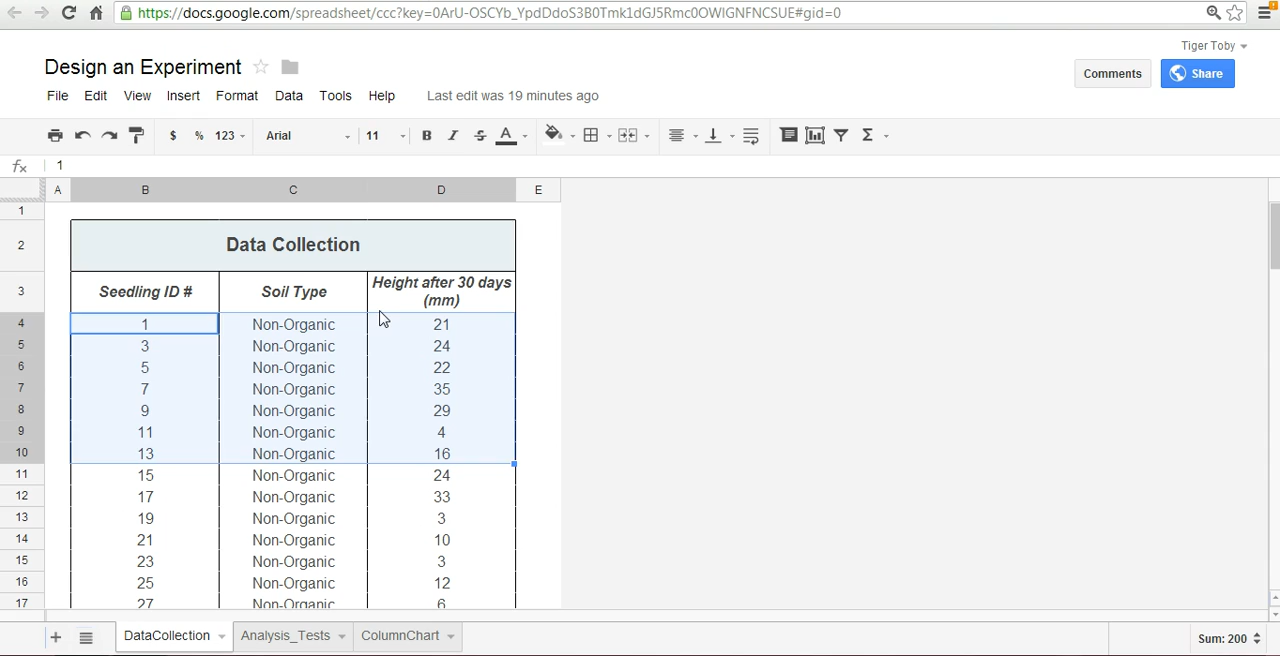 https://docs.google.com/spreadsheet/ccc?key=0ArU-OSCYb_YpdDdqS3B0Tmk1dGJ5Rmc0OWlGNFNCSUE#gid=0
Tiger Toby
Design an Experiment
Comments
Share
File Edit View Insert Format Data Tools Help Last edit was 19 minutes ago
$ % 123 Arial 11 B I S A Σ
fx 1
A B C D E
1
2 Data Collection
3 Seedling ID # Soil Type Height after 30 days (mm)
4 1 Non-Organic 21
5 3 Non-Organic 24
6 5 Non-Organic 22
7 7 Non-Organic 35
8 9 Non-Organic 29
9 11 Non-Organic 4
10 13 Non-Organic 16
11 15 Non-Organic 24
12 17 Non-Organic 33
13 19 Non-Organic 3
14 21 Non-Organic 10
15 23 Non-Organic 3
16 25 Non-Organic 12
17 27 Non-Organic 6
DataCollection Analysis_Tests ColumnChart Sum: 200